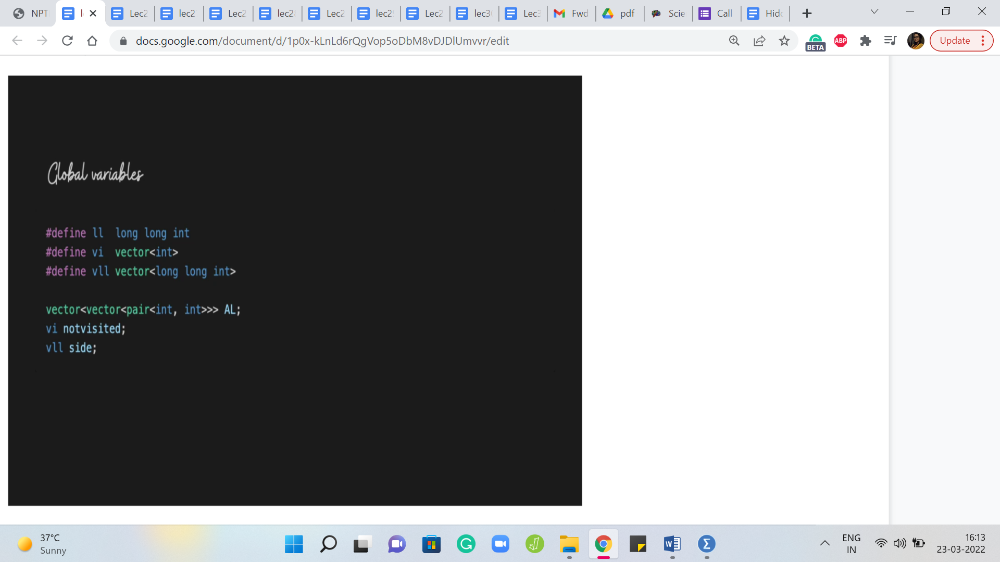 NPT
l
Lec2
lec2
Lec2
lec2
Lec2
lec2
Lec2
lec3
Lec3
Fwd
pdf
Scie
Call
Hid
docs.google.com/document/d/1p0x-kLnLd6rQgVop5oDbM8vDJDlUmvvr/edit
BETA
ABP
Update
Global variables
#define ll long long int
#define vi vector<int>
#define vll vector<long long int>
vector<vector<pair<int, int>>> AL;
vi notvisited;
vll side;
37°C
Sunny
ENG
IN
16:13
23-03-2022